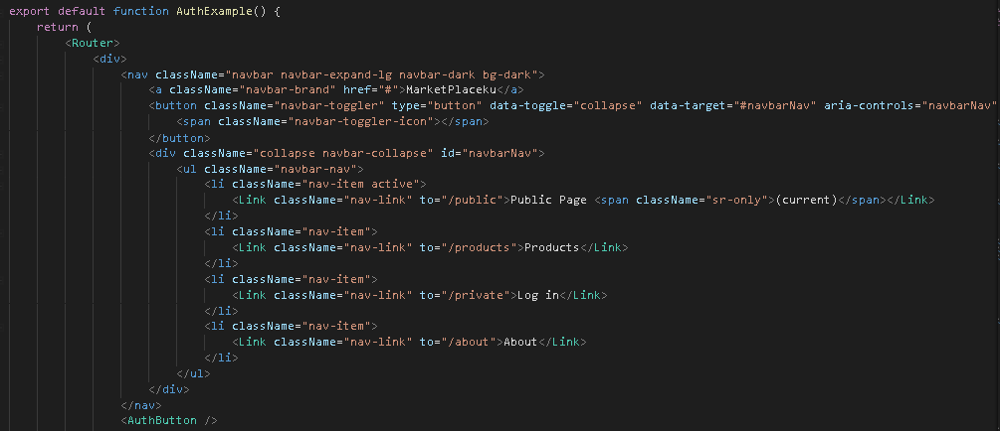 export default function AuthExample() {
    return (
        <Router>
            <div>
                <nav className="navbar navbar-expand-lg navbar-dark bg-dark">
                    <a className="navbar-brand" href="#">MarketPlaceku</a>
                    <button className="navbar-toggler" type="button" data-toggle="collapse" data-target="#navbarNav" aria-controls="navbarNav"
                        <span className="navbar-toggler-icon"></span>
                    </button>
                    <div className="collapse navbar-collapse" id="navbarNav">
                        <ul className="navbar-nav">
                            <li className="nav-item active">
                                <Link className="nav-link" to="/public">Public Page <span className="sr-only">(current)</span></Link>
                            </li>
                            <li className="nav-item">
                                <Link className="nav-link" to="/products">Products</Link>
                            </li>
                            <li className="nav-item">
                                <Link className="nav-link" to="/private">Log in</Link>
                            </li>
                            <li className="nav-item">
                                <Link className="nav-link" to="/about">About</Link>
                            </li>
                        </ul>
                    </div>
                </nav>
                <AuthButton />